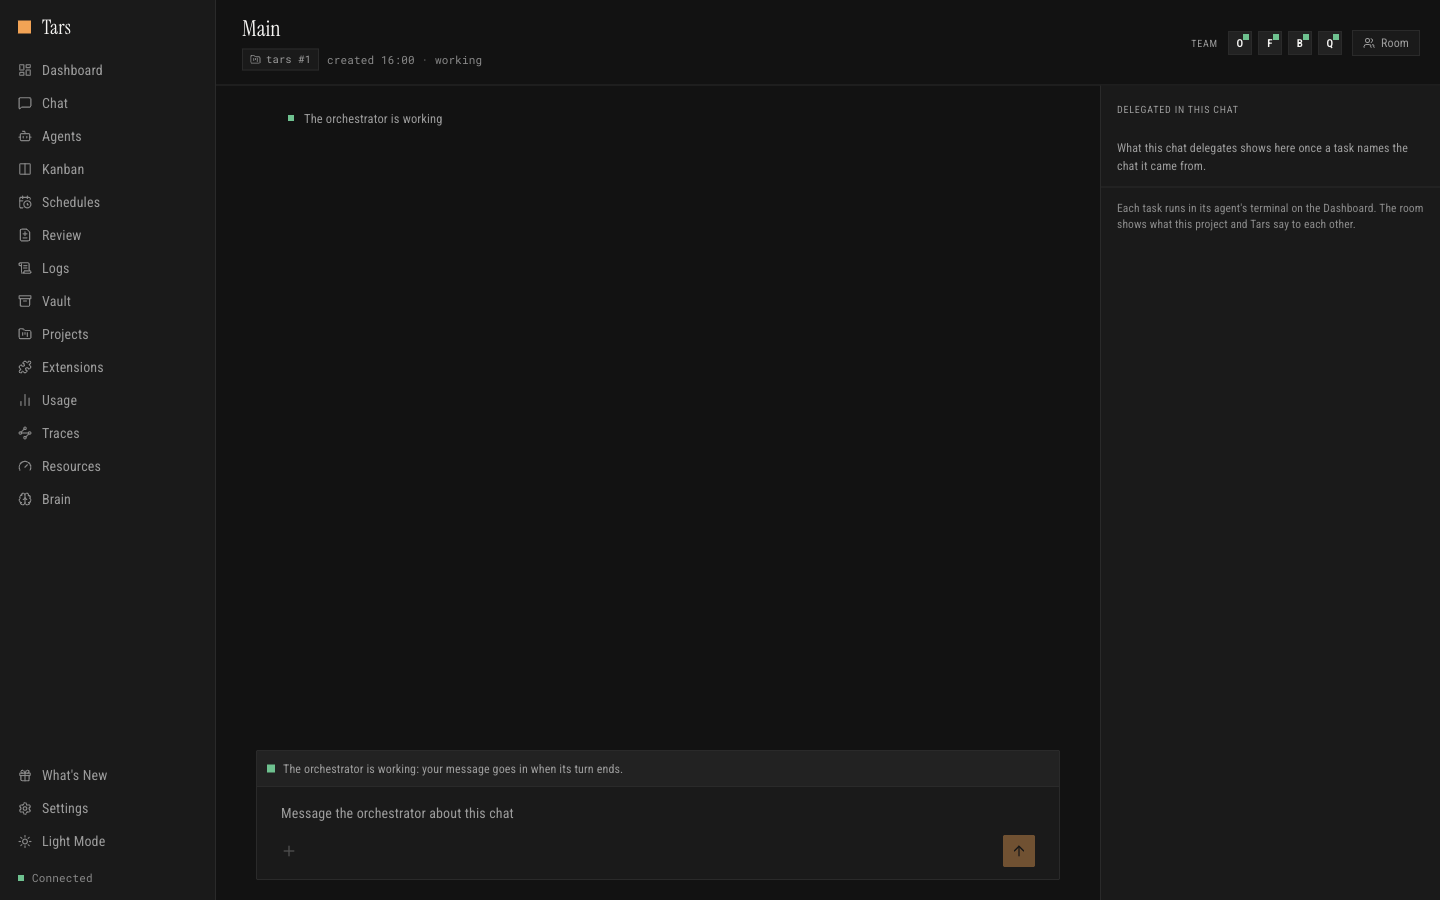 Tars
Dashboard
Chat
Agents
Kanban
Schedules
Review
Logs
Vault
Projects
Extensions
Usage
Traces
Resources
Brain
What's New
Settings
Light Mode
Connected
Main
tars #1 created 16:00 · working
TEAM O F B Q Room
The orchestrator is working
The orchestrator is working: your message goes in when its turn ends.
Message the orchestrator about this chat
DELEGATED IN THIS CHAT
What this chat delegates shows here once a task names the
chat it came from.
Each task runs in its agent's terminal on the Dashboard. The room
shows what this project and Tars say to each other.